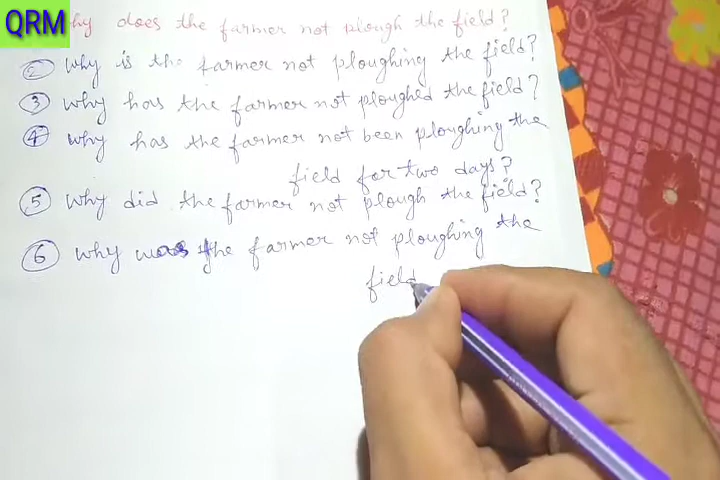 QRM
why does the farmer not plough the field?
② why is the farmer not ploughing the field?
③ why has the farmer not ploughed the field?
④ why has the farmer not been ploughing the
field for two days?
⑤ why did the farmer not plough the field?
⑥ why was the farmer not ploughing the
field